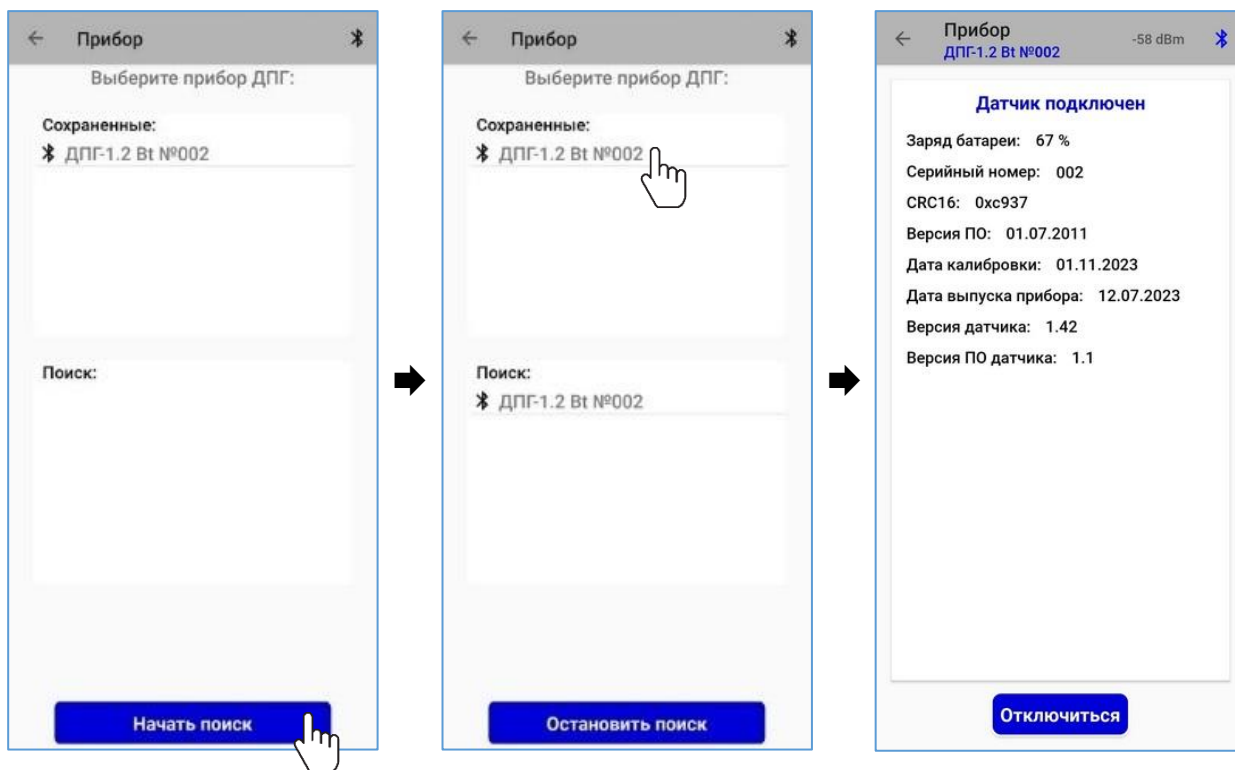 Прибор
Выберите прибор ДПГ:
Сохраненные:
ДПГ-1.2 Bt №002
Поиск:
Начать поиск
Прибор
Выберите прибор ДПГ:
Сохраненные:
ДПГ-1.2 Bt №002
Поиск:
ДПГ-1.2 Bt №002
Остановить поиск
Прибор
ДПГ-1.2 Bt №002
-58 dBm
Датчик подключен
Заряд батареи: 67 %
Серийный номер: 002
CRC16: 0xc937
Версия ПО: 01.07.2011
Дата калибровки: 01.11.2023
Дата выпуска прибора: 12.07.2023
Версия датчика: 1.42
Версия ПО датчика: 1.1
Отключиться